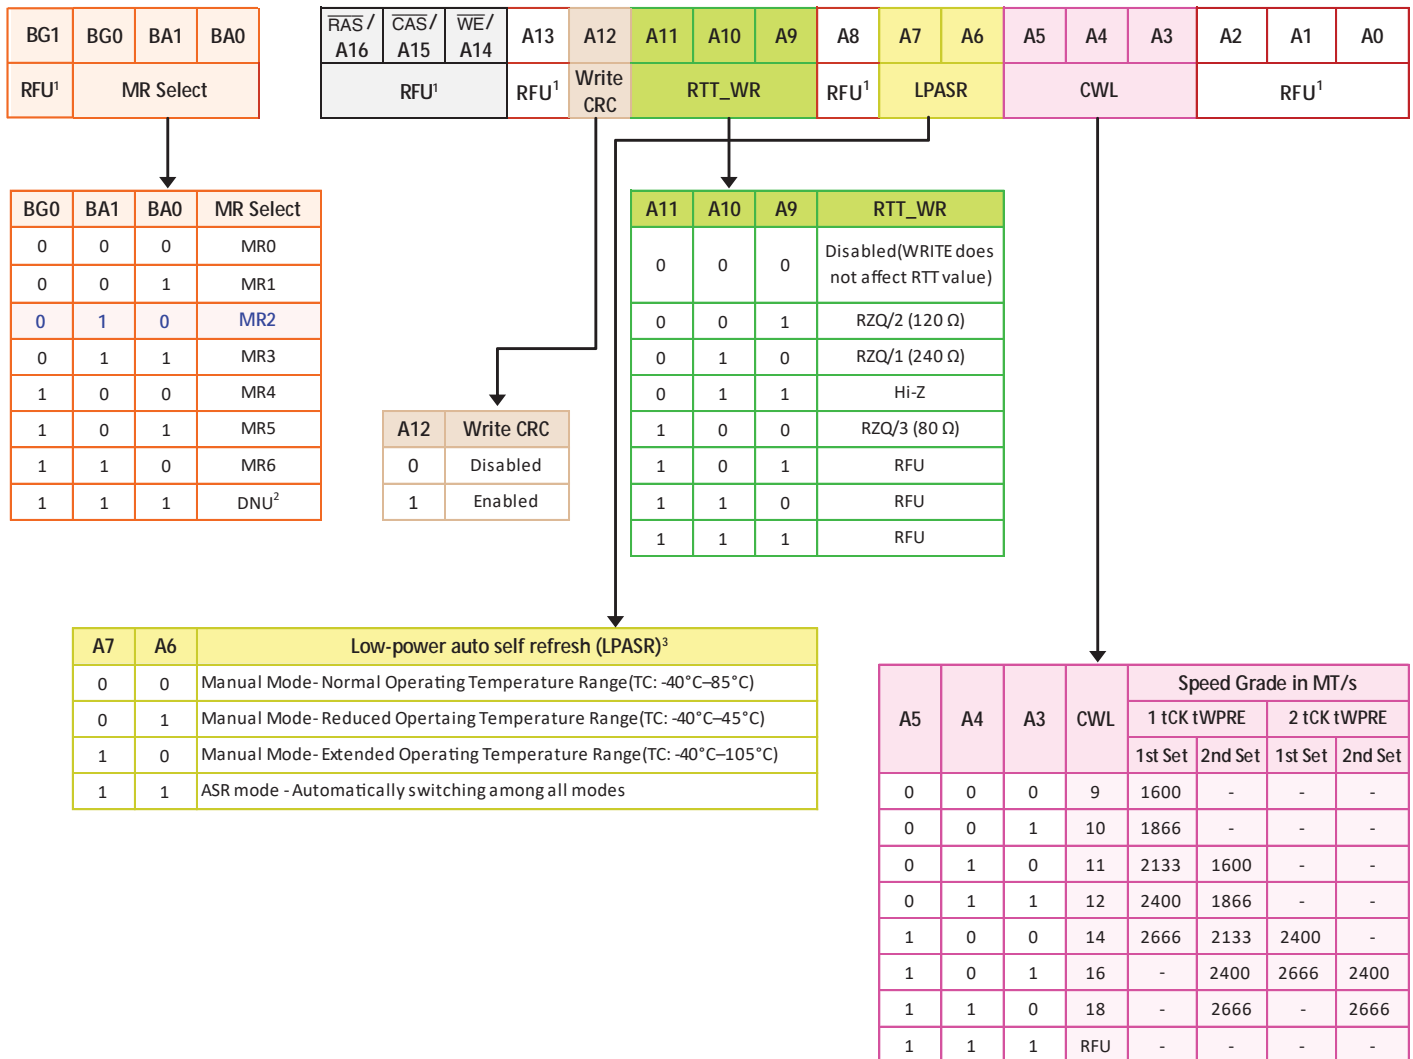 BG1 BG0 BA1 BA0 RAS/ A16 CAS/ A15 WE/ A14 A13 A12 A11 A10 A9 A8 A7 A6 A5 A4 A3 A2 A1 A0
RFU1 MR Select RFU1 RFU1 Write CRC RTT_WR RFU1 LPASR CWL RFU1
BG0 BA1 BA0 MR Select
0 0 0 MR0
0 0 1 MR1
0 1 0 MR2
0 1 1 MR3
1 0 0 MR4
1 0 1 MR5
1 1 0 MR6
1 1 1 DNU2
A12 Write CRC
0 Disabled
1 Enabled
A11 A10 A9 RTT_WR
0 0 0 Disabled(WRITE does
not affect RTT value)
0 0 1 RZQ/2 (120 Ω)
0 1 0 RZQ/1 (240 Ω)
0 1 1 Hi-Z
1 0 0 RZQ/3 (80 Ω)
1 0 1 RFU
1 1 0 RFU
1 1 1 RFU
A7 A6 Low-power auto self refresh (LPASR)3
0 0 Manual Mode- Normal Operating Temperature Range(TC: -40°C–85°C)
0 1 Manual Mode- Reduced Opertaing Temperature Range(TC: -40°C–45°C)
1 0 Manual Mode- Extended Operating Temperature Range(TC: -40°C–105°C)
1 1 ASR mode - Automatically switching among all modes
Speed Grade in MT/s
A5 A4 A3 CWL 1 tCK tWPRE 2 tCK tWPRE
1st Set 2nd Set 1st Set 2nd Set
0 0 0 9 1600 - - -
0 0 1 10 1866 - - -
0 1 0 11 2133 1600 - -
0 1 1 12 2400 1866 - -
1 0 0 14 2666 2133 2400 -
1 0 1 16 - 2400 2666 2400
1 1 0 18 - 2666 - 2666
1 1 1 RFU - - - -